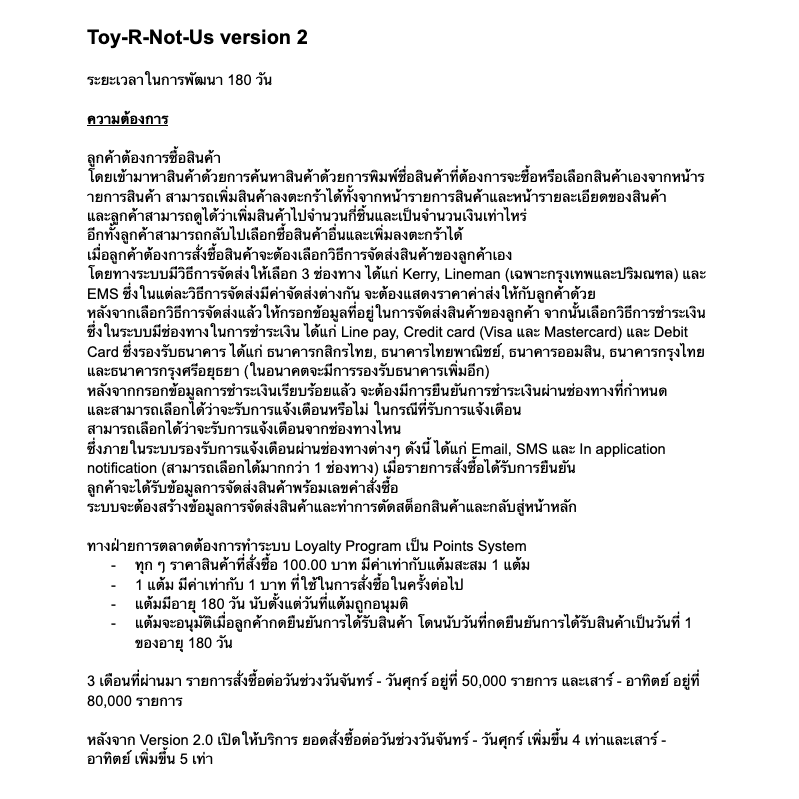 Toy-R-Not-Us version 2
ระยะเวลาในการพัฒนา 180 วัน
ความต้องการ
ลูกค้าต้องการซื้อสินค้า
โดยเข้ามาหาสินค้าด้วยการค้นหาสินค้าด้วยการพิมพ์ชื่อสินค้าที่ต้องการจะซื้อหรือเลือกสินค้าเองจากหน้าร
ายการสินค้า สามารถเพิ่มสินค้าลงตะกร้าได้ทั้งจากหน้ารายการสินค้าและหน้ารายละเอียดของสินค้า
และลูกค้าสามารถดูได้ว่าเพิ่มสินค้าไปจำนวนกี่ชิ้นและเป็นจำนวนเงินเท่าไหร่
อีกทั้งลูกค้าสามารถกลับไปเลือกซื้อสินค้าอื่นและเพิ่มลงตะกร้าได้
เมื่อลูกค้าต้องการสั่งซื้อสินค้าจะต้องเลือกวิธีการจัดส่งสินค้าของลูกค้าเอง
โดยทางระบบมีวิธีการจัดส่งให้เลือก 3 ช่องทาง ได้แก่ Kerry, Lineman (เฉพาะกรุงเทพและปริมณฑล) และ
EMS ซึ่งในแต่ละวิธีการจัดส่งมีค่าจัดส่งต่างกัน จะต้องแสดงราคาค่าส่งให้กับลูกค้าด้วย
หลังจากเลือกวิธีการจัดส่งแล้วให้กรอกข้อมูลที่อยู่ในการจัดส่งสินค้าของลูกค้า จากนั้นเลือกวิธีการชำระเงิน
ซึ่งในระบบมีช่องทางในการชำระเงิน ได้แก่ Line pay, Credit card (Visa และ Mastercard) และ Debit
Card ซึ่งรองรับธนาคาร ได้แก่ ธนาคารกสิกรไทย, ธนาคารไทยพาณิชย์, ธนาคารออมสิน, ธนาคารกรุงไทย
และธนาคารกรุงศรีอยุธยา (ในอนาคตจะมีการรองรับธนาคารเพิ่มอีก)
หลังจากกรอกข้อมูลการชำระเงินเรียบร้อยแล้ว จะต้องมีการยืนยันการชำระเงินผ่านช่องทางที่กำหนด
และสามารถเลือกได้ว่าจะรับการแจ้งเตือนหรือไม่ ในกรณีที่รับการแจ้งเตือน
สามารถเลือกได้ว่าจะรับการแจ้งเตือนจากช่องทางไหน
ซึ่งภายในระบบรองรับการแจ้งเตือนผ่านช่องทางต่างๆ ดังนี้ ได้แก่ Email, SMS และ In application
notification (สามารถเลือกได้มากกว่า 1 ช่องทาง) เมื่อรายการสั่งซื้อได้รับการยืนยัน
ลูกค้าจะได้รับข้อมูลการจัดส่งสินค้าพร้อมเลขคำสั่งซื้อ
ระบบจะต้องสร้างข้อมูลการจัดส่งสินค้าและทำการตัดสต็อกสินค้าและกลับสู่หน้าหลัก
ทางฝ่ายการตลาดต้องการทำระบบ Loyalty Program เป็น Points System
- ทุก ๆ ราคาสินค้าที่สั่งซื้อ 100.00 บาท มีค่าเท่ากับแต้มสะสม 1 แต้ม
- 1 แต้ม มีค่าเท่ากับ 1 บาท ที่ใช้ในการสั่งซื้อในครั้งต่อไป
- แต้มมีอายุ 180 วัน นับตั้งแต่วันที่แต้มถูกอนุมติ
- แต้มจะอนุมัติเมื่อลูกค้ากดยืนยันการได้รับสินค้า โดนนับวันที่กดยืนยันการได้รับสินค้าเป็นวันที่ 1
ของอายุ 180 วัน
3 เดือนที่ผ่านมา รายการสั่งซื้อต่อวันช่วงวันจันทร์ - วันศุกร์ อยู่ที่ 50,000 รายการ และเสาร์ - อาทิตย์ อยู่ที่
80,000 รายการ
หลังจาก Version 2.0 เปิดให้บริการ ยอดสั่งซื้อต่อวันช่วงวันจันทร์ - วันศุกร์ เพิ่มขึ้น 4 เท่าและเสาร์ -
อาทิตย์ เพิ่มขึ้น 5 เท่า